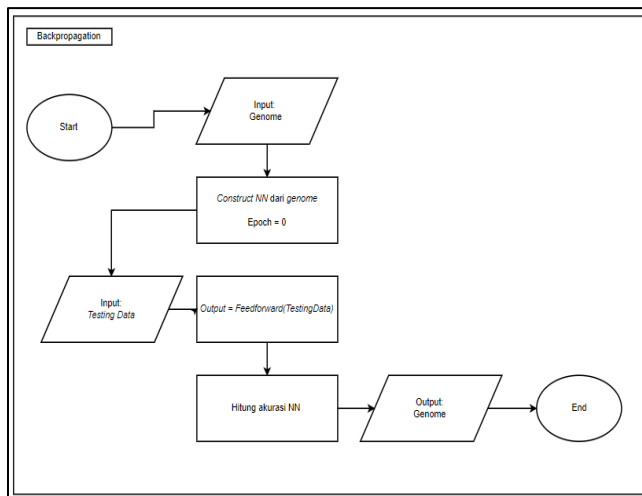 Backpropagation
Start
Input:
Genome
Construct NN dari genome
Epoch = 0
Input:
Testing Data
Output = Feedforward(TestingData)
Hitung akurasi NN
Output:
Genome
End